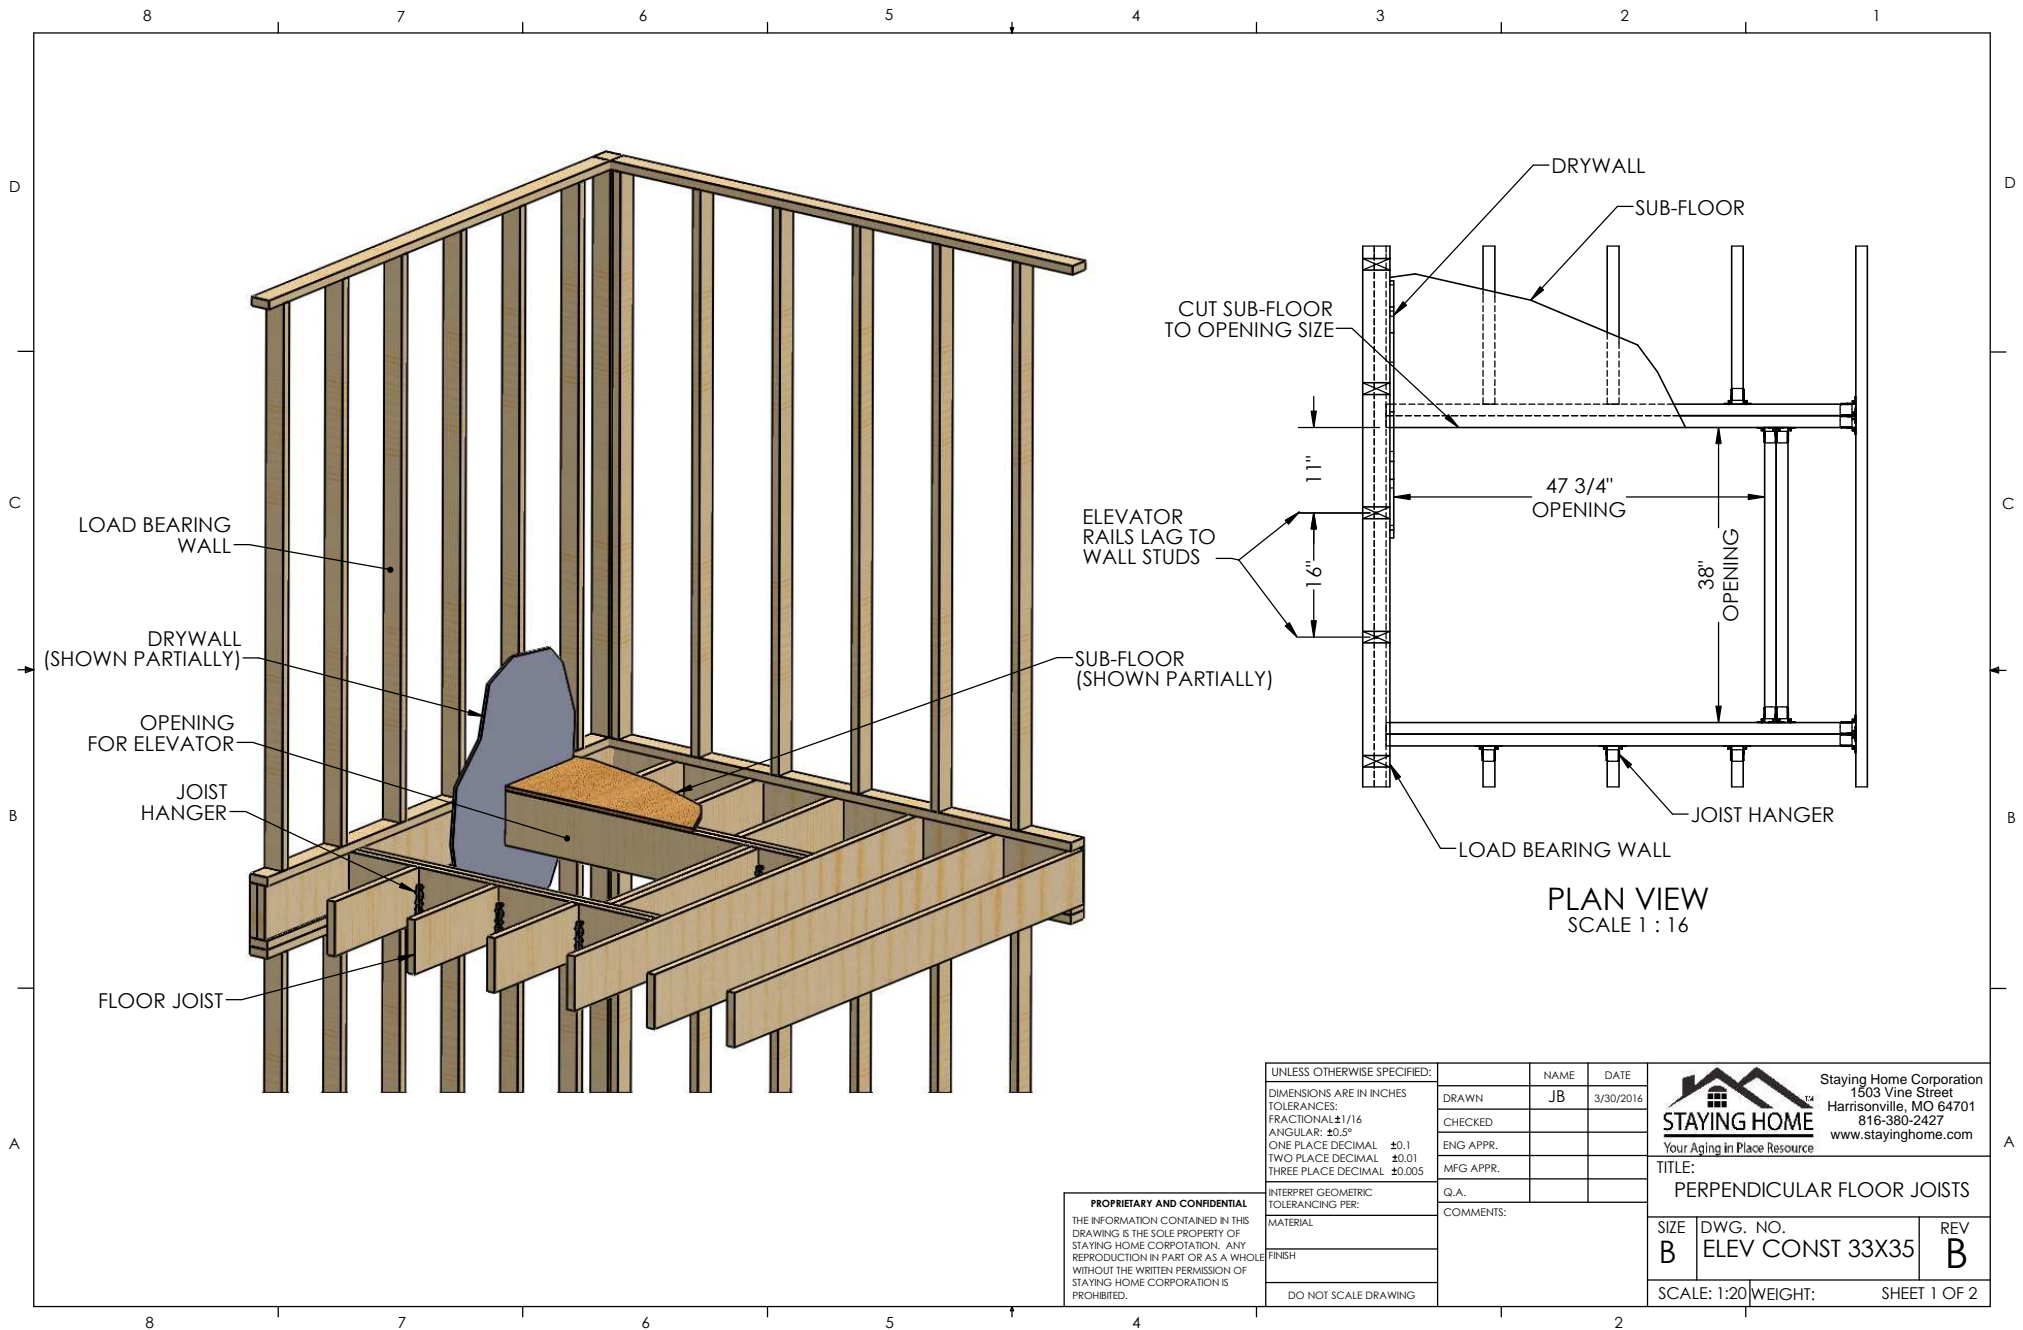 8 7 6 5 4 3 2 1
D
D
C
C
B
B
A
A
LOAD BEARING
WALL
DRYWALL
(SHOWN PARTIALLY)
OPENING
FOR ELEVATOR
JOIST
HANGER
FLOOR JOIST
SUB-FLOOR
(SHOWN PARTIALLY)
DRYWALL
SUB-FLOOR
CUT SUB-FLOOR
TO OPENING SIZE
11"
47 3/4"
OPENING
ELEVATOR
RAILS LAG TO
WALL STUDS
16"
38"
OPENING
JOIST HANGER
LOAD BEARING WALL
PLAN VIEW
SCALE 1 : 16
PROPRIETARY AND CONFIDENTIAL
THE INFORMATION CONTAINED IN THIS
DRAWING IS THE SOLE PROPERTY OF
STAYING HOME CORPOTATION. ANY
REPRODUCTION IN PART OR AS A WHOLE
WITHOUT THE WRITTEN PERMISSION OF
STAYING HOME CORPORATION IS
PROHIBITED.
UNLESS OTHERWISE SPECIFIED:
DIMENSIONS ARE IN INCHES
TOLERANCES:
FRACTIONAL±1/16
ANGULAR: ±0.5°
ONE PLACE DECIMAL ±0.1
TWO PLACE DECIMAL ±0.01
THREE PLACE DECIMAL ±0.005
INTERPRET GEOMETRIC
TOLERANCING PER:
MATERIAL
FINISH
DO NOT SCALE DRAWING
NAME DATE
DRAWN JB 3/30/2016
CHECKED
ENG APPR.
MFG APPR.
Q.A.
COMMENTS:
TM
STAYING HOME
Your Aging in Place Resource
Staying Home Corporation
1503 Vine Street
Harrisonville, MO 64701
816-380-2427
www.stayinghome.com
TITLE:
PERPENDICULAR FLOOR JOISTS
SIZE DWG. NO. REV
B ELEV CONST 33X35 B
SCALE: 1:20 WEIGHT: SHEET 1 OF 2
8 7 6 5 4 2